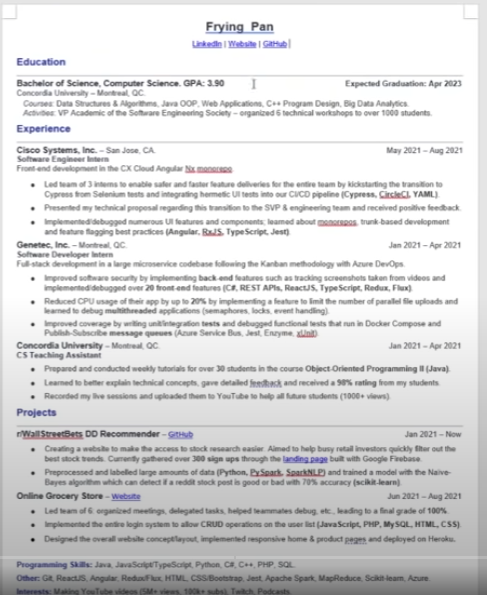 Frying Pan
LinkedIn | Website | GitHub
Education
Bachelor of Science, Computer Science. GPA: 3.90 Expected Graduation: Apr 2023
Concordia University – Montreal, QC.
Courses: Data Structures & Algorithms, Java OOP, Web Applications, C++ Program Design, Big Data Analytics.
Activities: VP Academic of the Software Engineering Society – organized 6 technical workshops to over 1000 students.
Experience
Cisco Systems, Inc. – San Jose, CA. May 2021 – Aug 2021
Software Engineer Intern
Front-end development in the CX Cloud Angular Nx monorepo.
• Led team of 3 interns to enable safer and faster feature deliveries for the entire team by kickstarting the transition to
Cypress from Selenium tests and integrating hermetic UI tests into our CI/CD pipeline (Cypress, CircleCI, YAML).
• Presented my technical proposal regarding this transition to the SVP & engineering team and received positive feedback.
• Implemented/debugged numerous UI features and components; learned about monorepos, trunk-based development
and feature flagging best practices (Angular, RxJS, TypeScript, Jest).
Genetec, Inc. – Montreal, QC. Jan 2021 – Apr 2021
Software Developer Intern
Full-stack development in a large microservice codebase following the Kanban methodology with Azure DevOps.
• Improved software security by implementing back-end features such as tracking screenshots taken from videos and
implemented/debugged over 20 front-end features (C#, REST APIs, ReactJS, TypeScript, Redux, Flux).
• Reduced CPU usage of their app by up to 20% by implementing a feature to limit the number of parallel file uploads and
learned to debug multithreaded applications (semaphores, locks, event handling).
• Improved coverage by writing unit/integration tests and debugged functional tests that run in Docker Compose and
Publish-Subscribe message queues (Azure Service Bus, Jest, Enzyme, xUnit).
Concordia University – Montreal, QC. Jan 2021 – Apr 2021
CS Teaching Assistant
• Prepared and conducted weekly tutorials for over 30 students in the course Object-Oriented Programming II (Java).
• Learned to better explain technical concepts, gave detailed feedback and received a 90% rating from my students.
• Recorded my live sessions and uploaded them to YouTube to help all future students (1000+ views).
Projects
r/WallStreetBets DD Recommender – GitHub Jan 2021 – Now
• Creating a website to make the access to stock research easier. Aimed to help busy retail investors quickly filter out the
best stock trends. Currently gathered over 300 sign ups through the landing page built with Google Firebase.
• Preprocessed and labelled large amounts of data (Python, PySpark, SparkNLP) and trained a model with the Naive-
Bayes algorithm which can detect if a reddit stock post is good or bad with 70% accuracy (scikit-learn).
Online Grocery Store – Website Jun 2021 – Aug 2021
• Led team of 6: organized meetings, delegated tasks, helped teammates debug, etc., leading to a final grade of 100%.
• Implemented the entire login system to allow CRUD operations on the user list (JavaScript, PHP, MySQL, HTML, CSS).
• Designed the overall website concept/layout, implemented responsive home & product pages and deployed on Heroku.
Programming Skills: Java, JavaScript/TypeScript, Python, C#, C++, PHP, SQL.
Other: Git, ReactJS, Angular, Redux/Flux, HTML, CSS/Bootstrap, Jest, Apache Spark, MapReduce, Scikit-learn, Azure.
Interests: Making YouTube videos (5M+ views, 100k+ subs), Twitch, Podcasts.